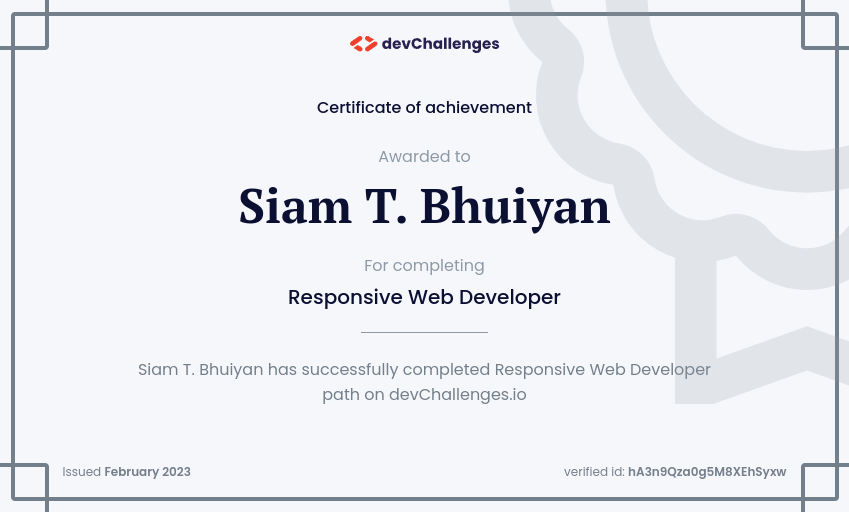 devChallenges
Certificate of achievement
Awarded to
Siam T. Bhuiyan
For completing
Responsive Web Developer
Siam T. Bhuiyan has successfully completed Responsive Web Developer
path on devChallenges.io
Issued February 2023
verified id: hA3n9Qza0g5M8XEhSyxw